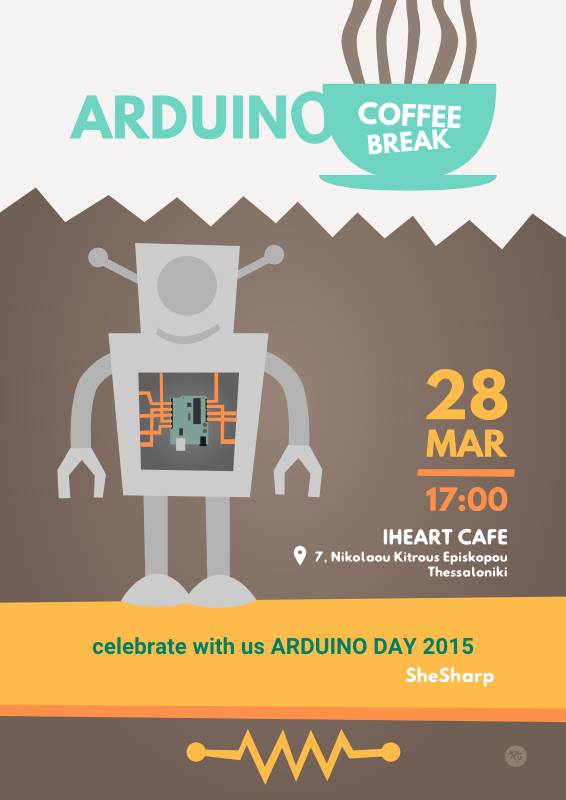 ARDUINO
COFFEE
BREAK
28
MAR
17:00
IHEART CAFE
7, Nikolaou Kitrous Episkopou
Thessaloniki
celebrate with us ARDUINO DAY 2015
SheSharp